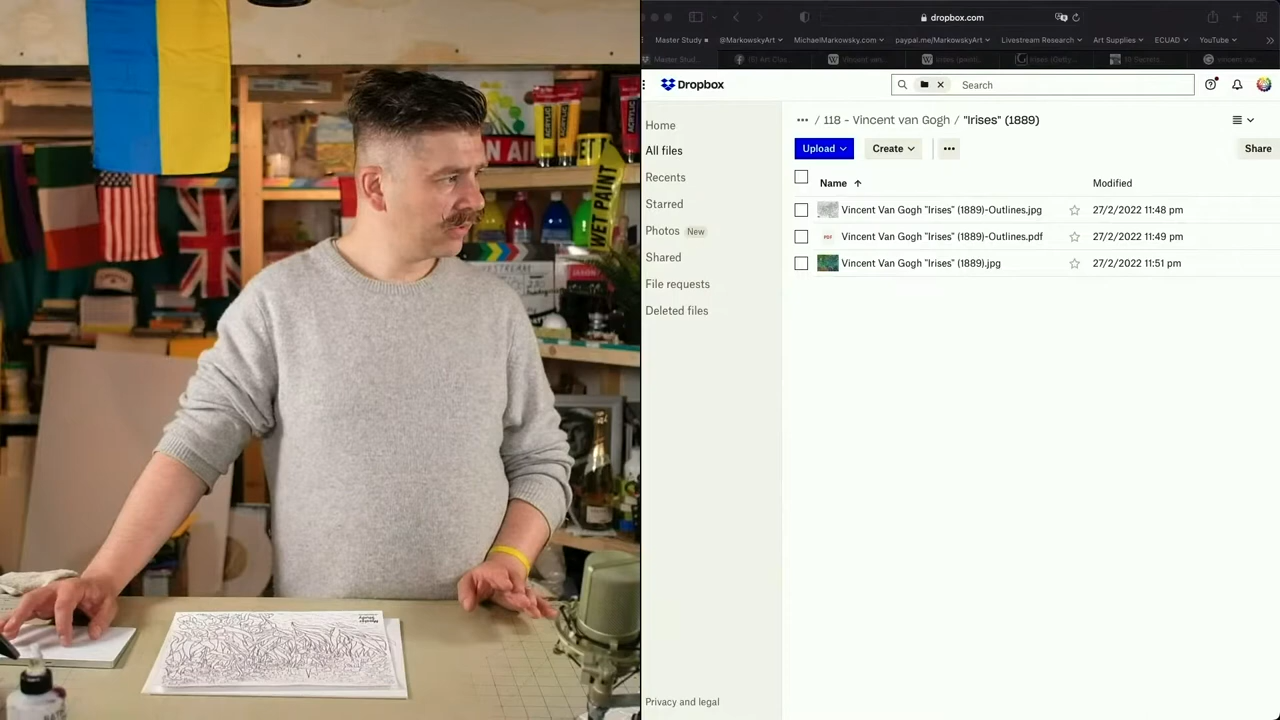 dropbox.com
Master Study
@MarkowskyArt
MichaelMarkowsky.com
paypal.me/MarkowskyArt
Livestream Research
Art Supplies
ECUAD
YouTube
Dropbox
Search
118 - Vincent van Gogh / "Irises" (1889)
Upload
Create
Share
Home
All files
Recents
Starred
Photos New
Shared
File requests
Deleted files
Name
Modified
Vincent Van Gogh "Irises" (1889)-Outlines.jpg 27/2/2022 11:48 pm
PDF Vincent Van Gogh "Irises" (1889)-Outlines.pdf 27/2/2022 11:49 pm
Vincent Van Gogh "Irises" (1889).jpg 27/2/2022 11:51 pm
Privacy and legal
WET PAINT
ACRYLIC
ACRYLIC